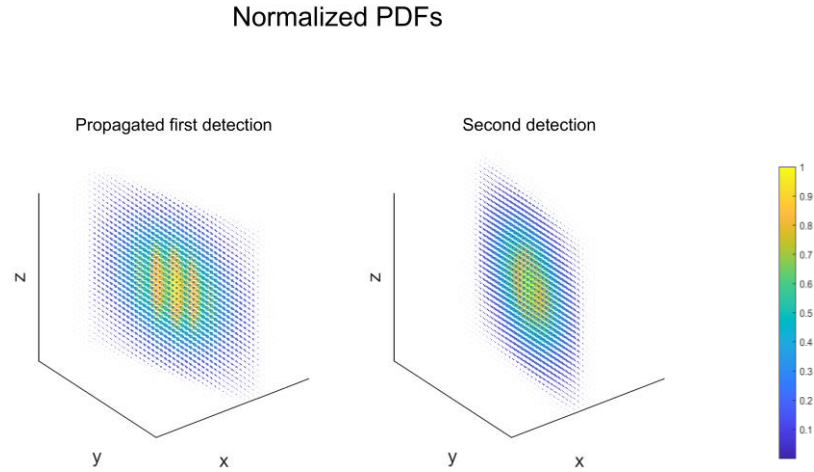 Normalized PDFs
Propagated first detection
Second detection
z
y
x
z
y
x
1
0.9
0.8
0.7
0.6
0.5
0.4
0.3
0.2
0.1